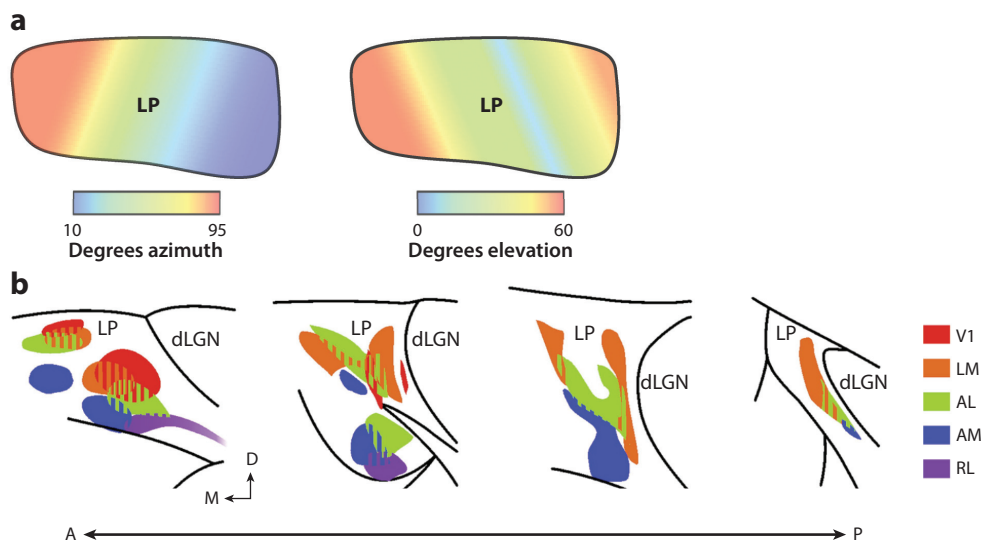 a
LP
LP
10
95
Degrees azimuth
0
60
Degrees elevation
b
LP
dLGN
LP
dLGN
LP
dLGN
LP
dLGN
V1
LM
AL
AM
RL
D
M
A
P